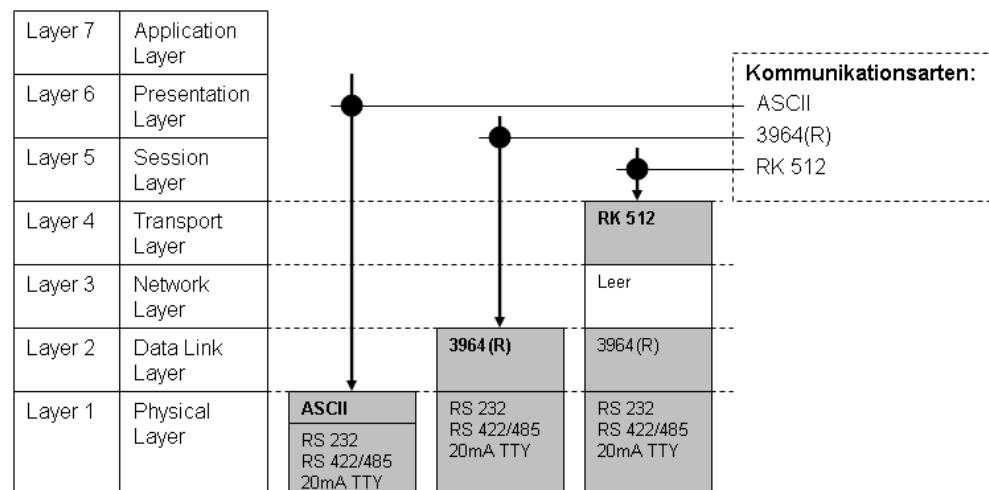 Layer 7
Application
Layer
Layer 6
Presentation
Layer
Layer 5
Session
Layer
Layer 4
Transport
Layer
Layer 3
Network
Layer
Layer 2
Data Link
Layer
Layer 1
Physical
Layer
Kommunikationsarten:
ASCII
3964(R)
RK 512
ASCII
RS 232
RS 422/485
20mA TTY
3964(R)
RS 232
RS 422/485
20mA TTY
RK 512
Leer
3964(R)
RS 232
RS 422/485
20mA TTY